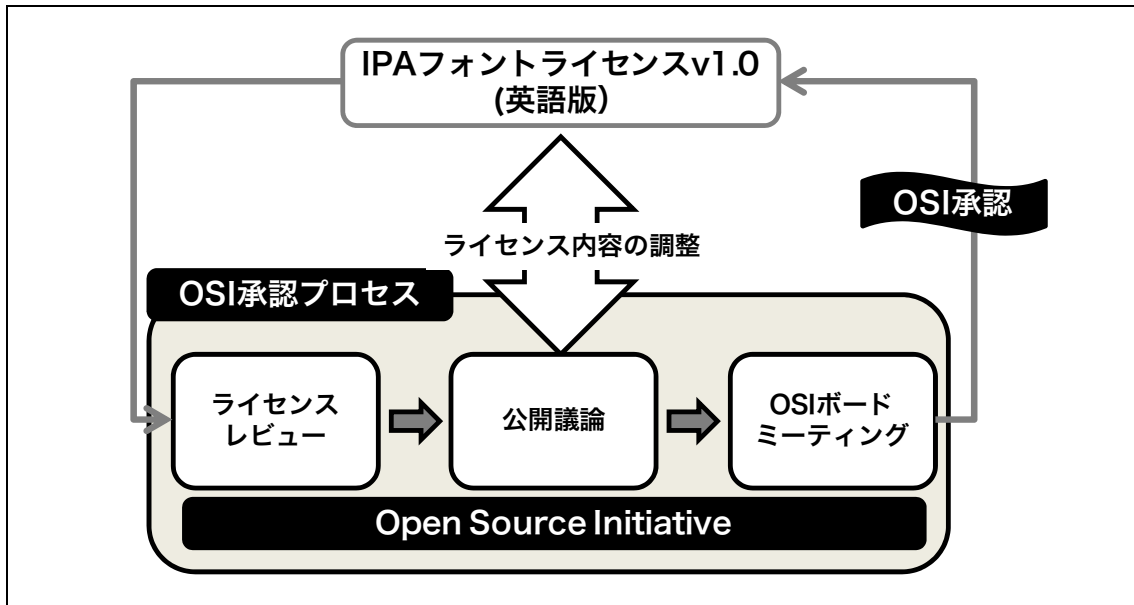 IPAフォントライセンスv1.0
(英語版）
OSI承認
ライセンス内容の調整
OSI承認プロセス
ライセンス
レビュー
公開議論
OSIボード
ミーティング
Open Source Initiative